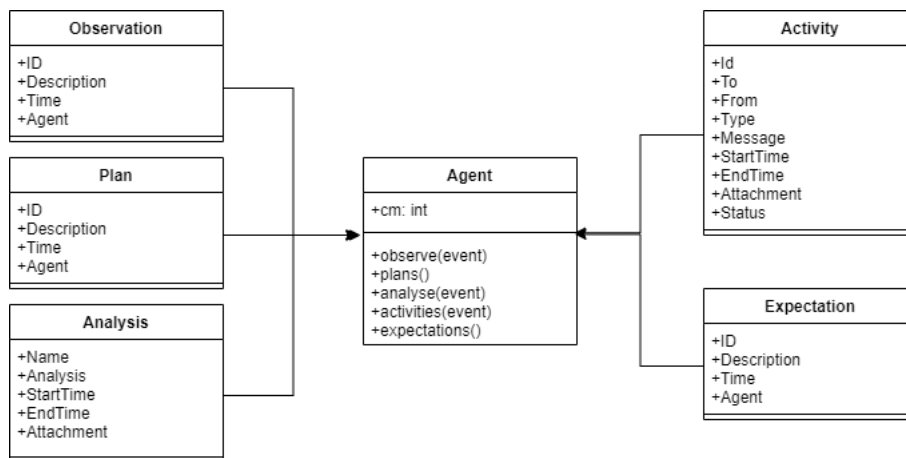 Observation
+ID
+Description
+Time
+Agent
Plan
+ID
+Description
+Time
+Agent
Analysis
+Name
+Analysis
+StartTime
+EndTime
+Attachment
Agent
+cm: int
+observe(event)
+plans()
+analyse(event)
+activities(event)
+expectations()
Activity
+Id
+To
+From
+Type
+Message
+StartTime
+EndTime
+Attachment
+Status
Expectation
+ID
+Description
+Time
+Agent